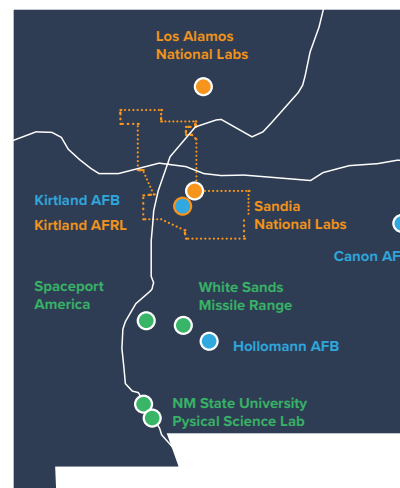 Los Alamos
National Labs
Kirtland AFB
Kirtland AFRL
Sandia
National Labs
Canon AF
Spaceport
America
White Sands
Missile Range
Hollomann AFB
NM State University
Pysical Science Lab